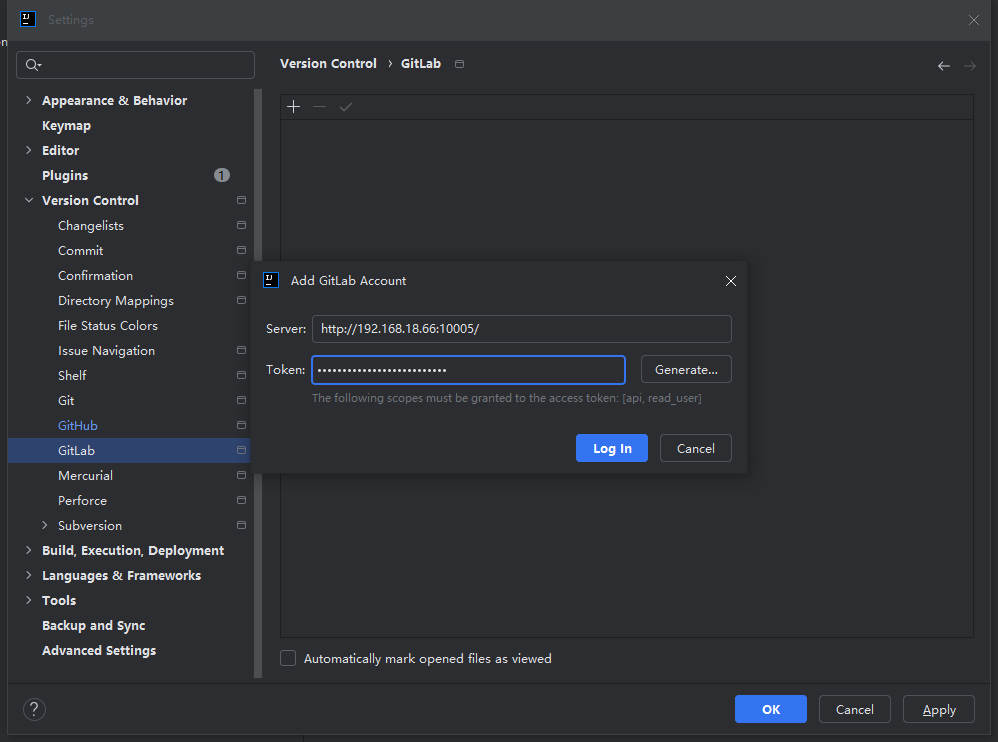 Settings
Version Control › GitLab
Appearance & Behavior
Keymap
Editor
Plugins 1
Version Control
Changelists
Commit
Confirmation
Directory Mappings
File Status Colors
Issue Navigation
Shelf
Git
GitHub
GitLab
Mercurial
Perforce
Subversion
Build, Execution, Deployment
Languages & Frameworks
Tools
Backup and Sync
Advanced Settings
IJ Add GitLab Account
Server: http://192.168.18.66:10005/
Token: •••••••••••••••••••••••••• Generate...
The following scopes must be granted to the access token: [api, read_user]
Log In Cancel
Automatically mark opened files as viewed
? OK Cancel Apply